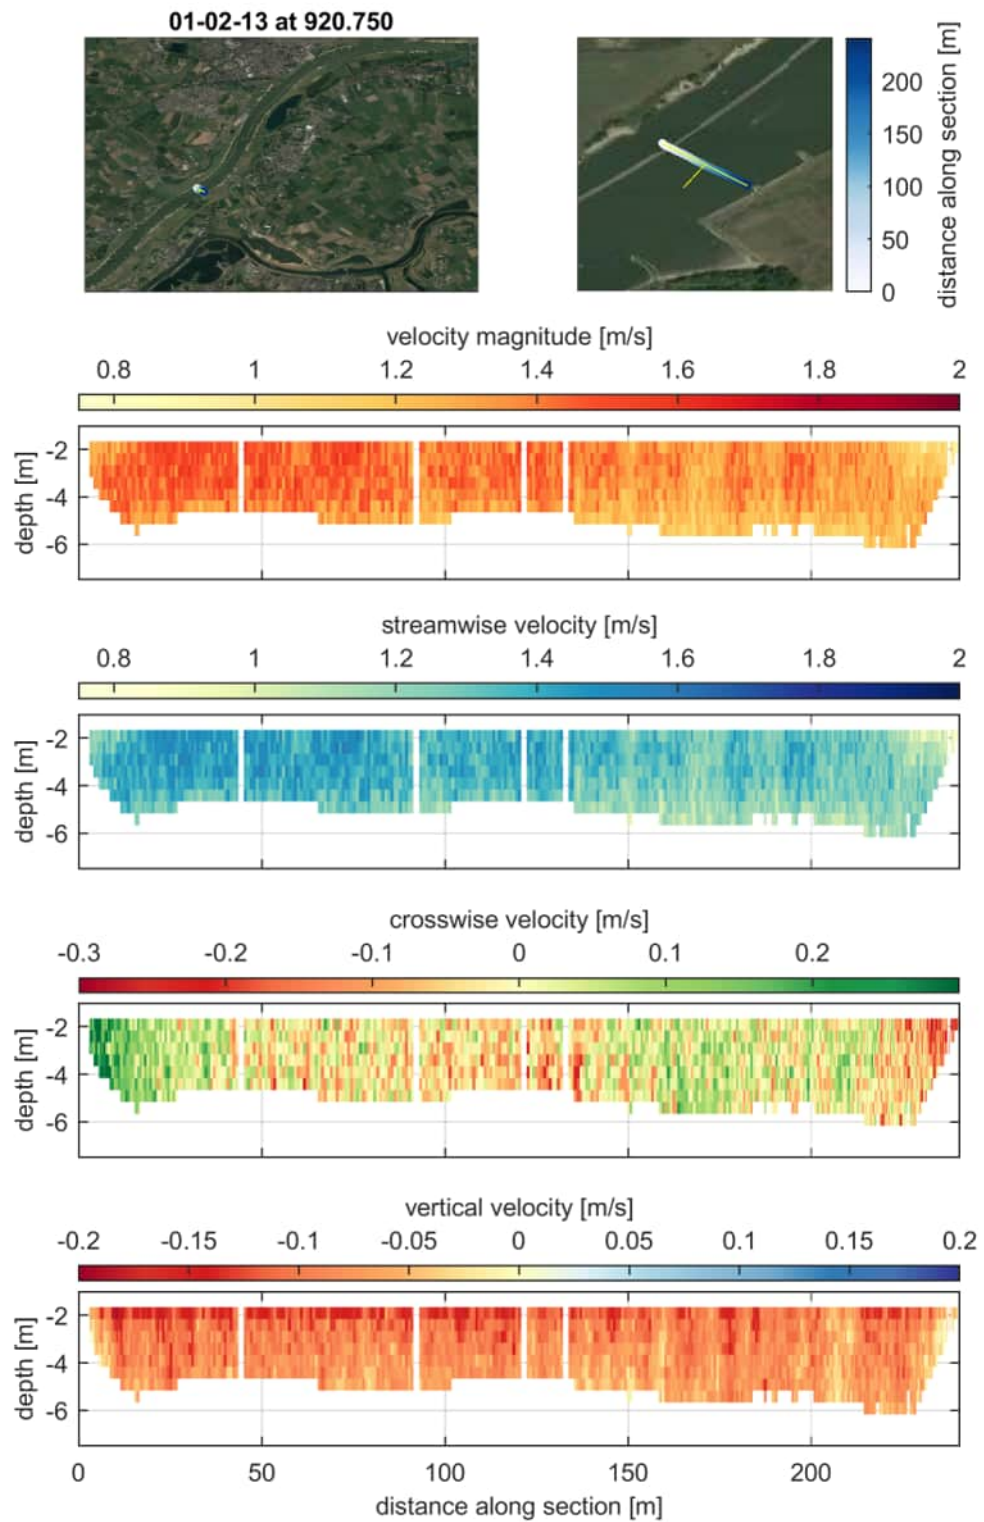 01-02-13 at 920.750
distance along section [m]
200
150
100
50
0
velocity magnitude [m/s]
0.8 1 1.2 1.4 1.6 1.8 2
depth [m]
-2
-4
-6
streamwise velocity [m/s]
0.8 1 1.2 1.4 1.6 1.8 2
depth [m]
-2
-4
-6
crosswise velocity [m/s]
-0.3 -0.2 -0.1 0 0.1 0.2
depth [m]
-2
-4
-6
vertical velocity [m/s]
-0.2 -0.15 -0.1 -0.05 0 0.05 0.1 0.15 0.2
depth [m]
-2
-4
-6
0 50 100 150 200
distance along section [m]